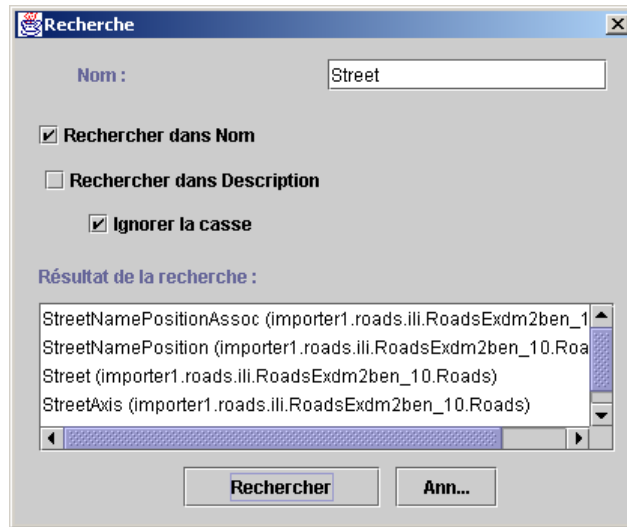 Recherche
Nom : Street
Rechercher dans Nom
Rechercher dans Description
Ignorer la casse
Résultat de la recherche :
StreetNamePositionAssoc (importer1.roads.ili.RoadsExdm2ben_1
StreetNamePosition (importer1.roads.ili.RoadsExdm2ben_10.Roa
Street (importer1.roads.ili.RoadsExdm2ben_10.Roads)
StreetAxis (importer1.roads.ili.RoadsExdm2ben_10.Roads)
Rechercher Ann...